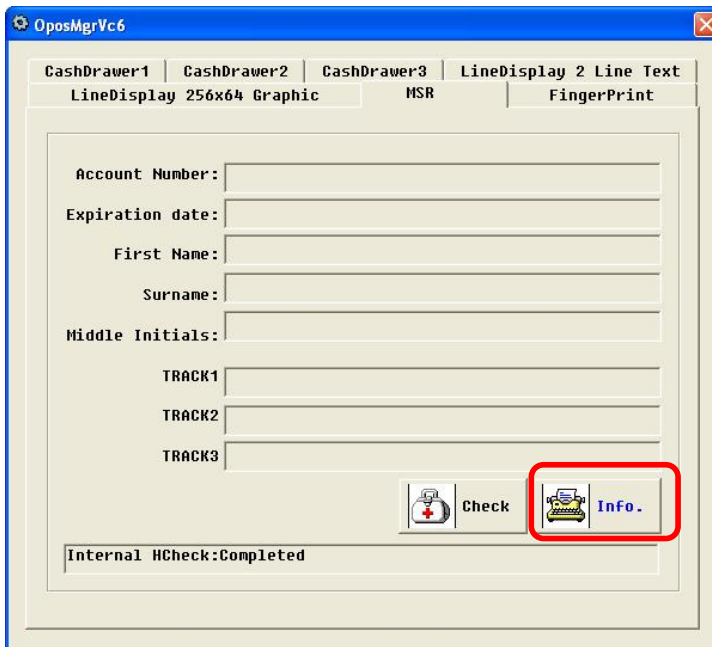 OposMgrVc6
CashDrawer1 CashDrawer2 CashDrawer3 LineDisplay 2 Line Text
LineDisplay 256x64 Graphic MSR FingerPrint
Account Number:
Expiration date:
First Name:
Surname:
Middle Initials:
TRACK1
TRACK2
TRACK3
Check Info.
Internal HCheck:Completed